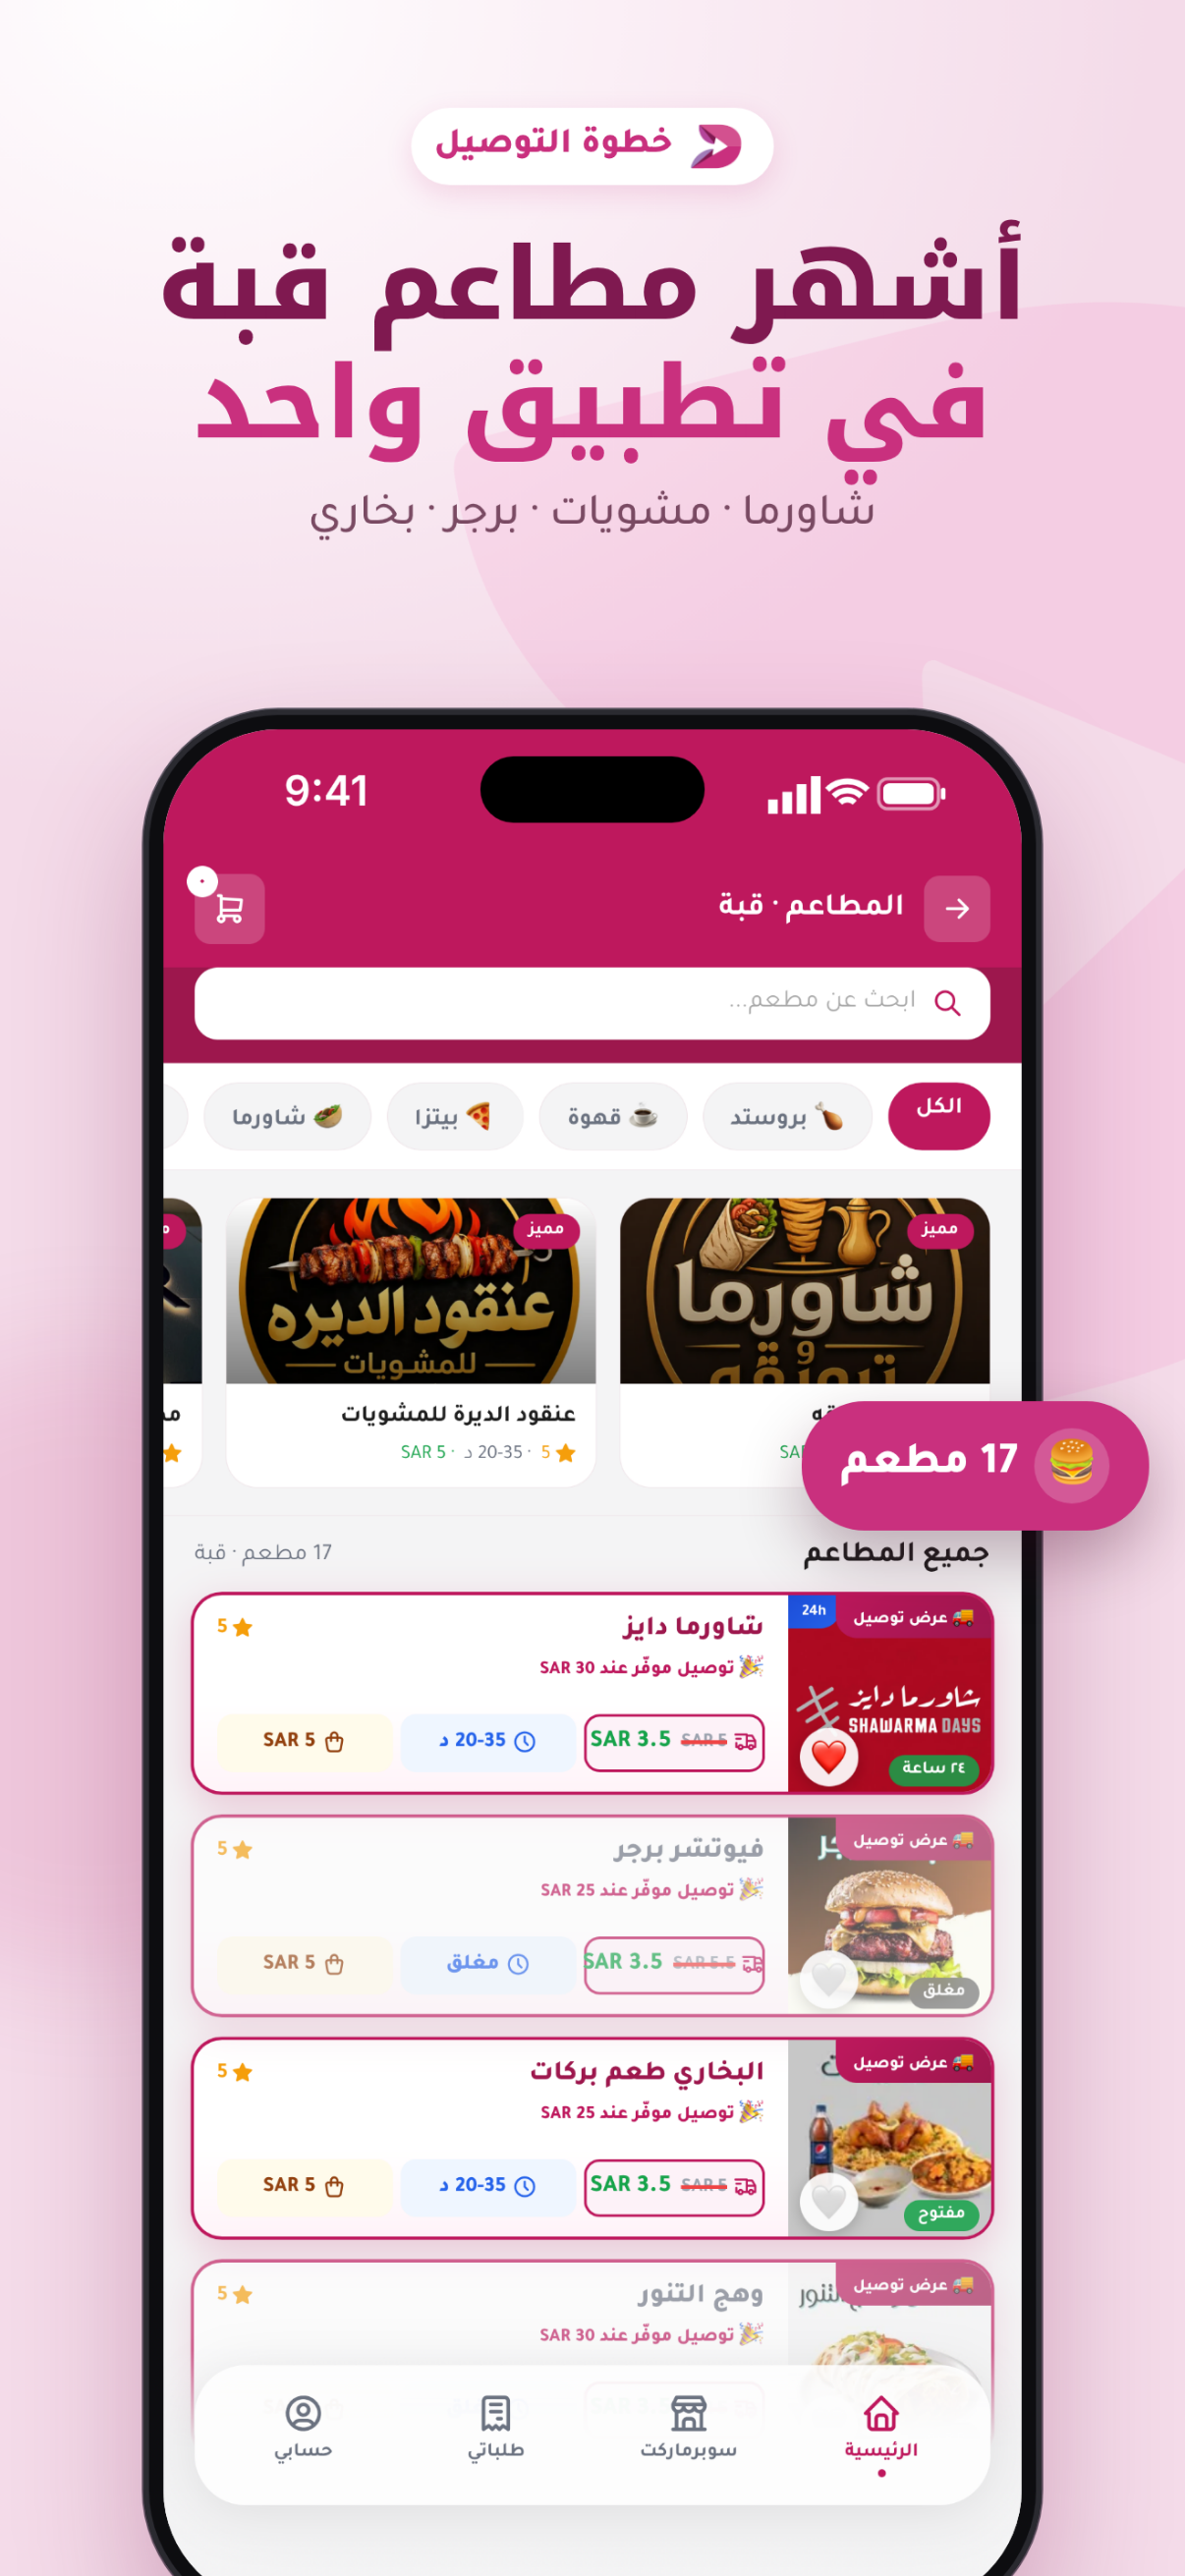 خطوة التوصيل
أشهر مطاعم قبة
في تطبيق واحد
شاورما · مشويات · برجر · بخاري
9:41
المطاعم · قبة
ابحث عن مطعم...
الكل
بروستد
قهوة
بيتزا
شاورما
مميز
شاورما
و
مميز
عنقود الديره
للمشويات
عنقود الديرة للمشويات
5 · 20-35 د · SAR 5
17 مطعم
جميع المطاعم
17 مطعم · قبة
عرض توصيل
24h
شاورما دايز
SHAWARMA DAYS
٢٤ ساعة
شاورما دايز
5
توصيل موفّر عند SAR 30
SAR 5 SAR 3.5
20-35 د
SAR 5
عرض توصيل
مغلق
فيوتشر برجر
5
توصيل موفّر عند SAR 25
SAR 5.5 SAR 3.5
مغلق
SAR 5
عرض توصيل
مفتوح
البخاري طعم بركات
5
توصيل موفّر عند SAR 25
SAR 5 SAR 3.5
20-35 د
SAR 5
عرض توصيل
وهج التنور
5
توصيل موفّر عند SAR 30
الرئيسية
سوبرماركت
طلباتي
حسابي